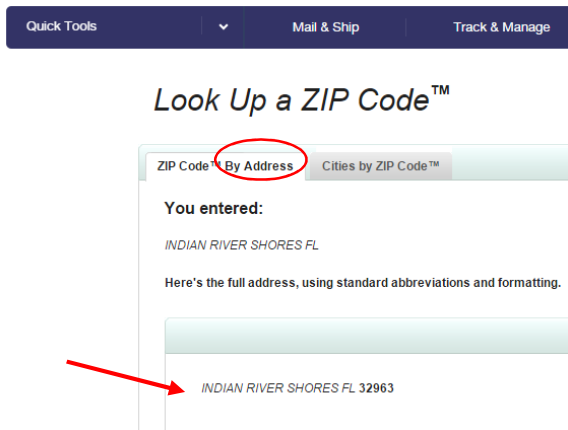 Quick Tools Mail & Ship Track & Manage
Look Up a ZIP Code™
ZIP Code™ By Address Cities by ZIP Code™
You entered:
INDIAN RIVER SHORES FL
Here's the full address, using standard abbreviations and formatting.
INDIAN RIVER SHORES FL 32963